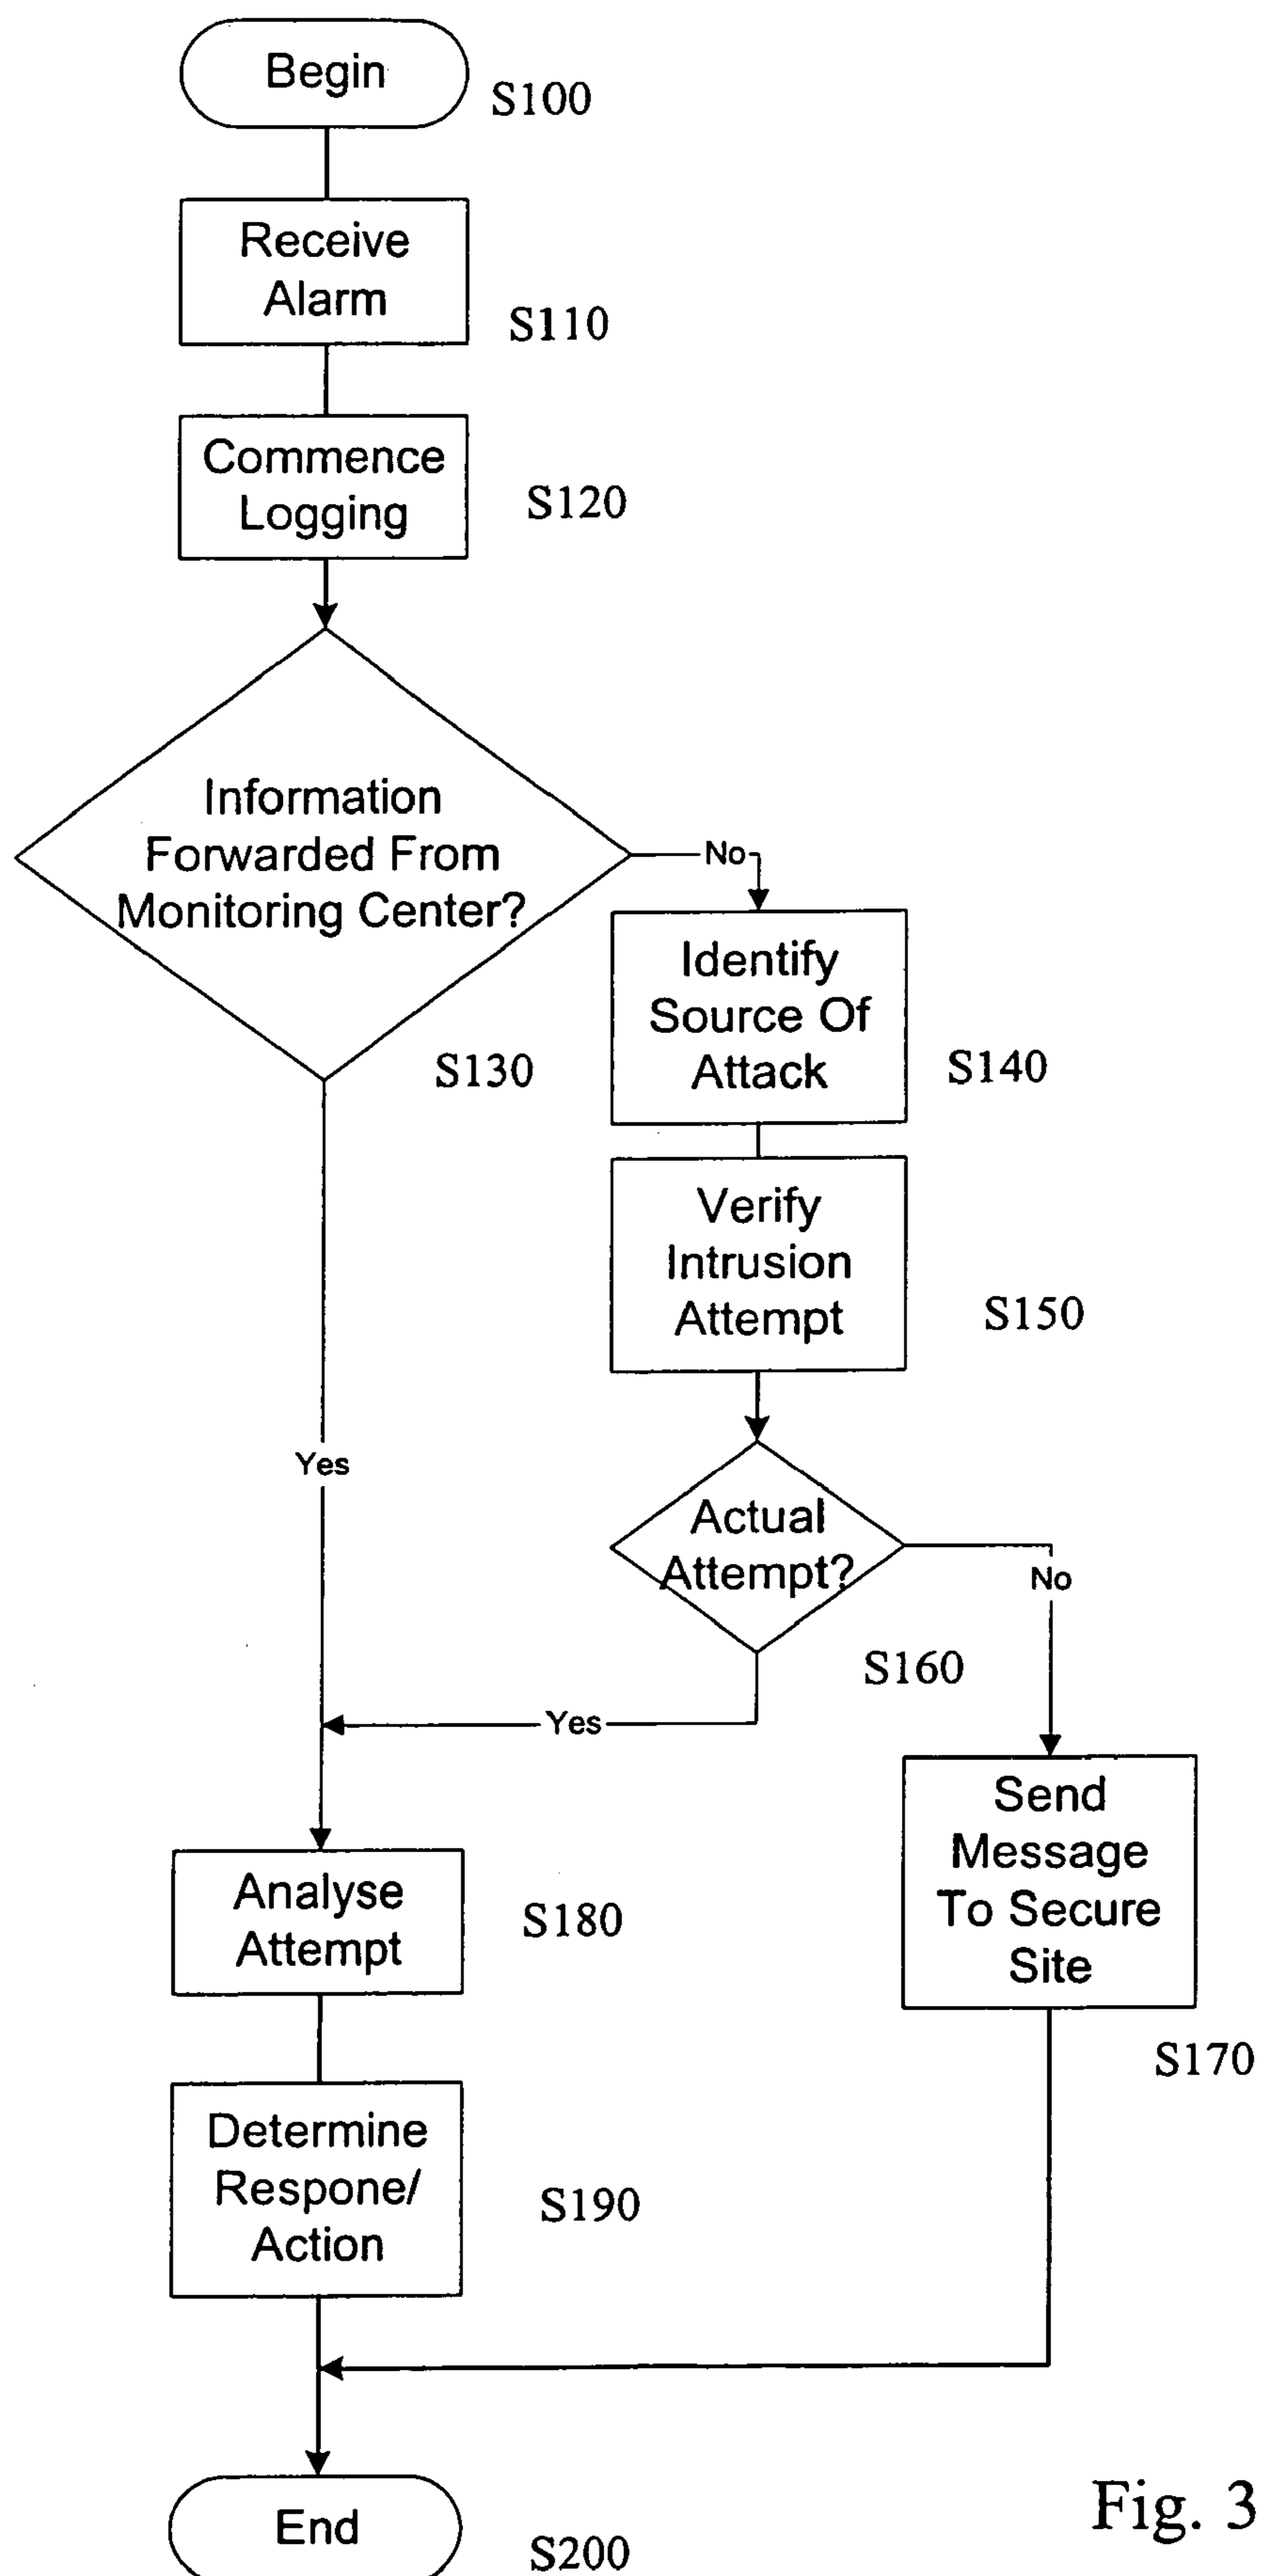 Begin
S100
Receive
Alarm
S110
Commence
Logging
S120
Information
Forwarded From
Monitoring Center?
S130
No
Identify
Source Of
Attack
S140
Verify
Intrusion
Attempt
S150
Yes
Actual
Attempt?
S160
No
Yes
Send
Message
To Secure
Site
S170
Analyse
Attempt
S180
Determine
Respone/
Action
S190
End
S200
Fig. 3